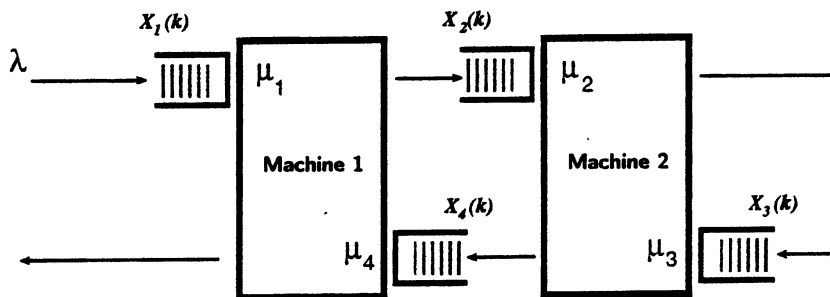 X₁(k)
X₂(k)
λ
μ₁
μ₂
Machine 1
Machine 2
X₄(k)
X₃(k)
μ₄
μ₃